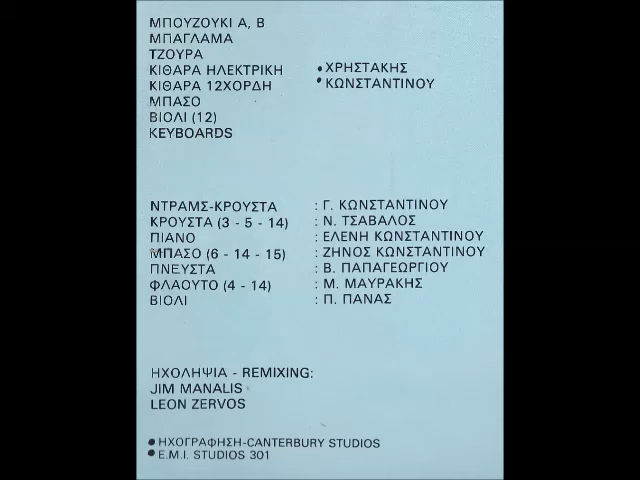 ΜΠΟΥΖΟΥΚΙ Α, Β
ΜΠΑΓΛΑΜΑ
ΤΖΟΥΡΑ
ΚΙΘΑΡΑ ΗΛΕΚΤΡΙΚΗ • ΧΡΗΣΤΑΚΗΣ
ΚΙΘΑΡΑ 12ΧΟΡΔΗ • ΚΩΝΣΤΑΝΤΙΝΟΥ
ΜΠΑΣΟ
ΒΙΟΛΙ (12)
KEYBOARDS
ΝΤΡΑΜΣ-ΚΡΟΥΣΤΑ : Γ. ΚΩΝΣΤΑΝΤΙΝΟΥ
ΚΡΟΥΣΤΑ (3 - 5 - 14) : Ν. ΤΣΑΒΑΛΟΣ
ΠΙΑΝΟ : ΕΛΕΝΗ ΚΩΝΣΤΑΝΤΙΝΟΥ
ΜΠΑΣΟ (6 - 14 - 15) : ΖΗΝΟΣ ΚΩΝΣΤΑΝΤΙΝΟΥ
ΠΝΕΥΣΤΑ : Β. ΠΑΠΑΓΕΩΡΓΙΟΥ
ΦΛΑΟΥΤΟ (4 - 14) : Μ. ΜΑΥΡΑΚΗΣ
ΒΙΟΛΙ : Π. ΠΑΝΑΣ
ΗΧΟΛΗΨΙΑ - REMIXING:
JIM MANALIS
LEON ZERVOS
• ΗΧΟΓΡΑΦΗΣΗ-CANTERBURY STUDIOS
• E.M.I. STUDIOS 301